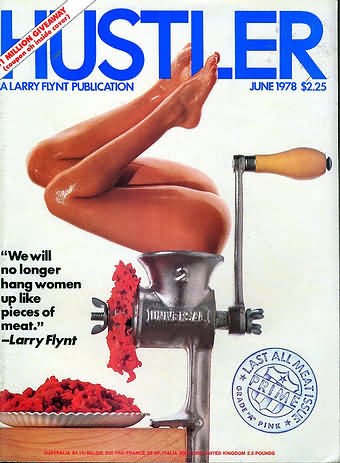 $1 MILLION GIVEAWAY
(coupon on inside cover)
HUSTLER
A LARRY FLYNT PUBLICATION
JUNE 1978 $2.25
"We will
no longer
hang women
up like
pieces of
meat."
–Larry Flynt
2
UNIVERSAL
LAST ALL MEAT ISSUE
PRIME
GRADE "A" PINK